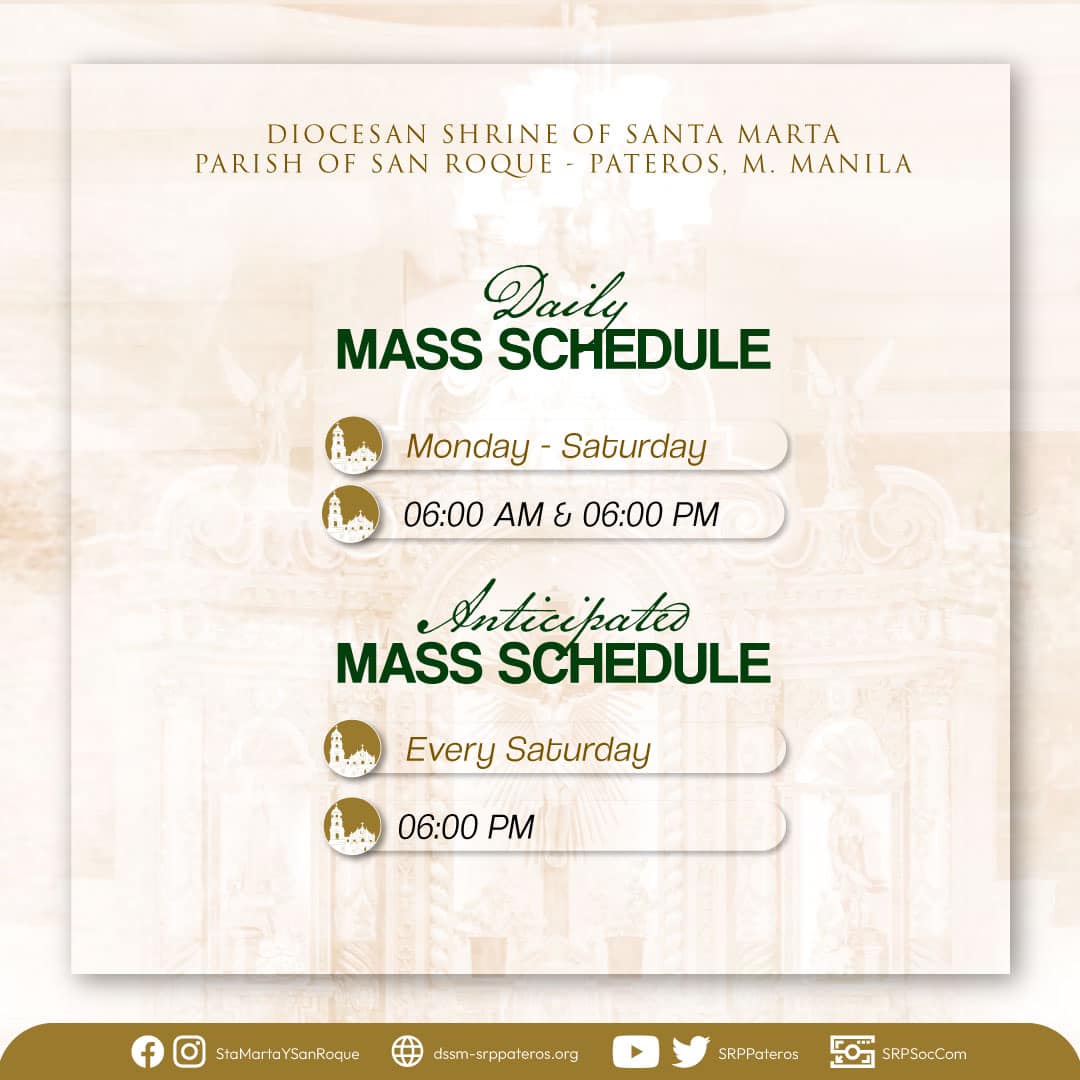 DIOCESAN SHRINE OF SANTA MARTA
PARISH OF SAN ROQUE - PATEROS, M. MANILA
Daily
MASS SCHEDULE
Monday - Saturday
06:00 AM & 06:00 PM
Anticipated
MASS SCHEDULE
Every Saturday
06:00 PM
StaMartaYSanRoque dssm-srppateros.org SRPPateros SRPSocCom